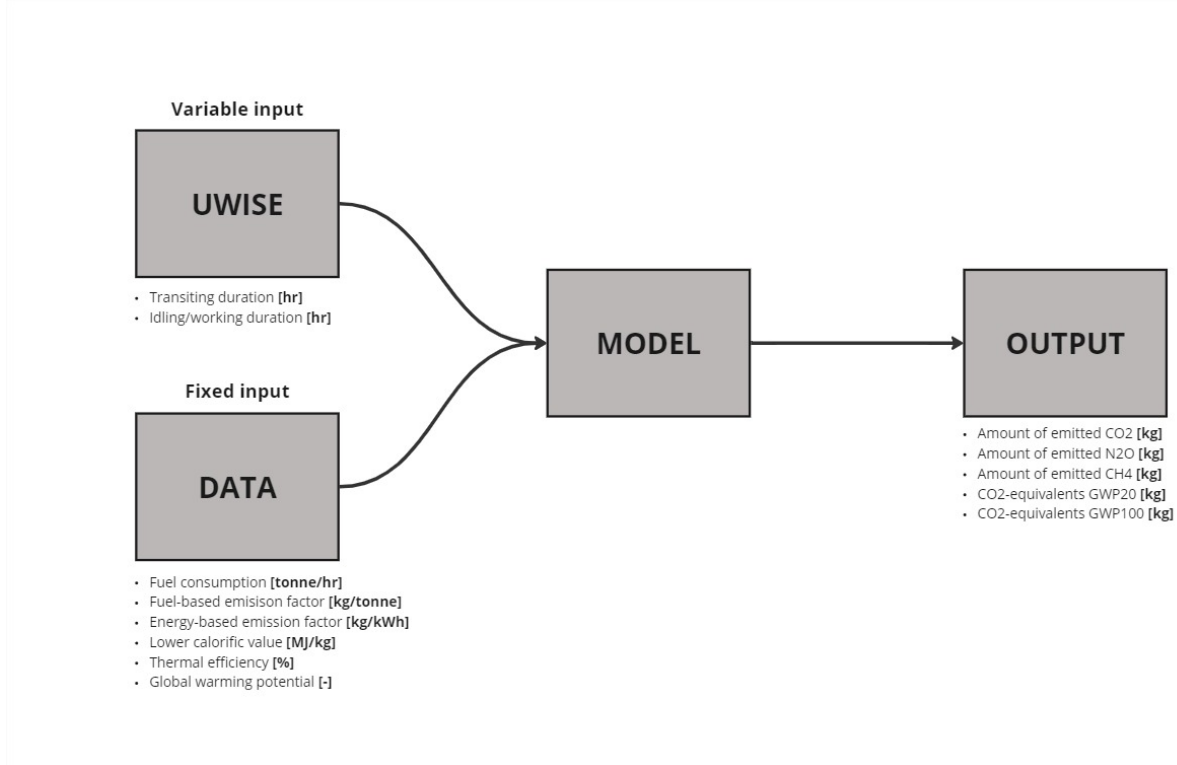 Variable input
UWISE
• Transiting duration [hr]
• Idling/working duration [hr]
Fixed input
DATA
• Fuel consumption [tonne/hr]
• Fuel-based emisison factor [kg/tonne]
• Energy-based emission factor [kg/kWh]
• Lower calorific value [MJ/kg]
• Thermal efficiency [%]
• Global warming potential [-]
MODEL
OUTPUT
• Amount of emitted CO2 [kg]
• Amount of emitted N2O [kg]
• Amount of emitted CH4 [kg]
• CO2-equivalents GWP20 [kg]
• CO2-equivalents GWP100 [kg]